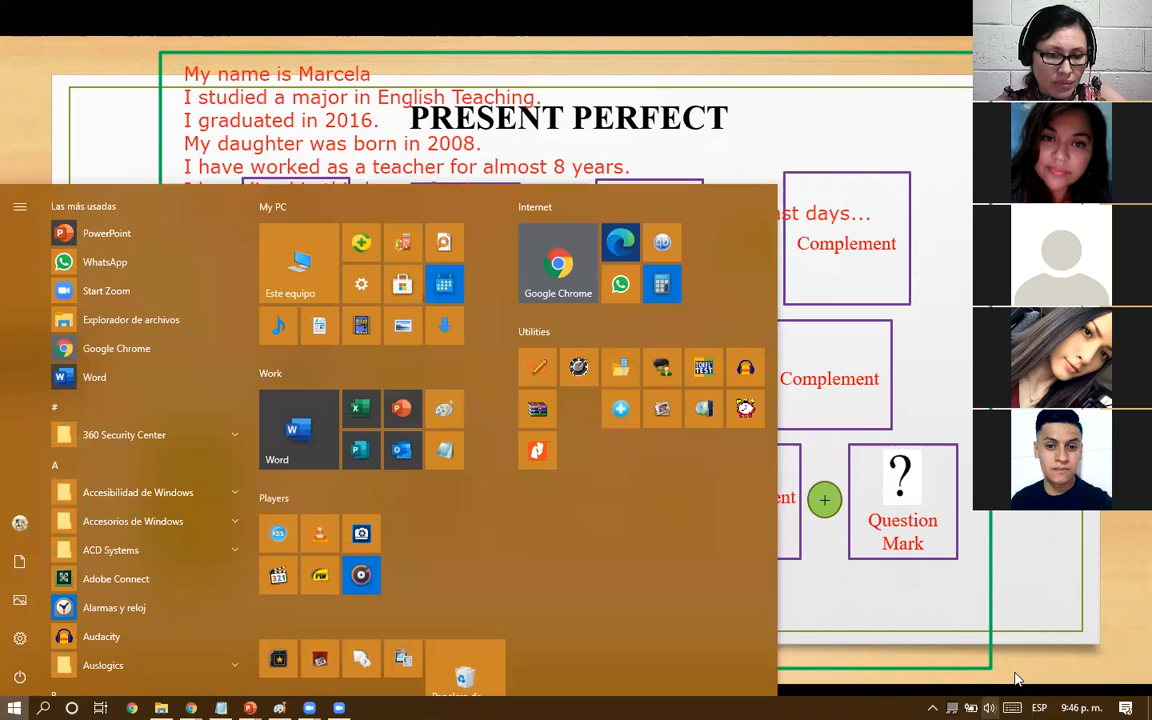 My name is Marcela
I studied a major in English Teaching.
I graduated in 2016.
PRESENT PERFECT
My daughter was born in 2008.
I have worked as a teacher for almost 8 years.
ast days...
Complement
Complement
ent
+
?
Question
Mark
Las más usadas
PowerPoint
WhatsApp
Start Zoom
Explorador de archivos
Google Chrome
Word
#
360 Security Center
A
Accesibilidad de Windows
Accesorios de Windows
ACD Systems
Adobe Connect
Alarmas y reloj
Audacity
Auslogics
My PC
Este equipo
Work
Word
Players
Internet
Google Chrome
Utilities
TOEFL
TEST
321
ESP
9:46 p. m.